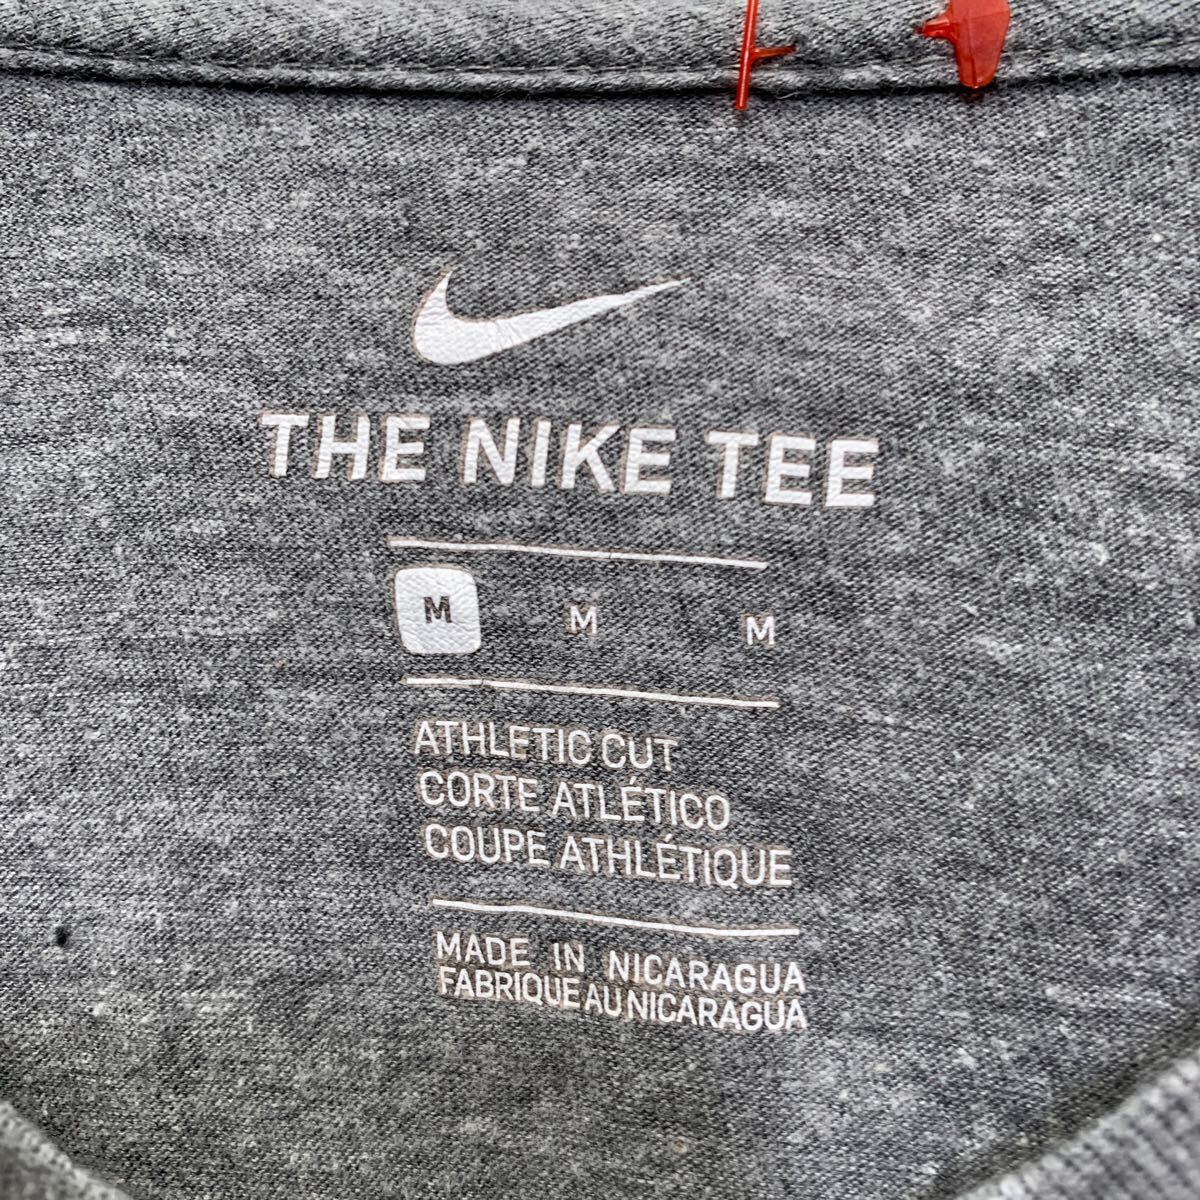 THE NIKE TEE
M M M
ATHLETIC CUT
CORTE ATLÉTICO
COUPE ATHLÉTIQUE
MADE IN NICARAGUA
FABRIQUE AU NICARAGUA